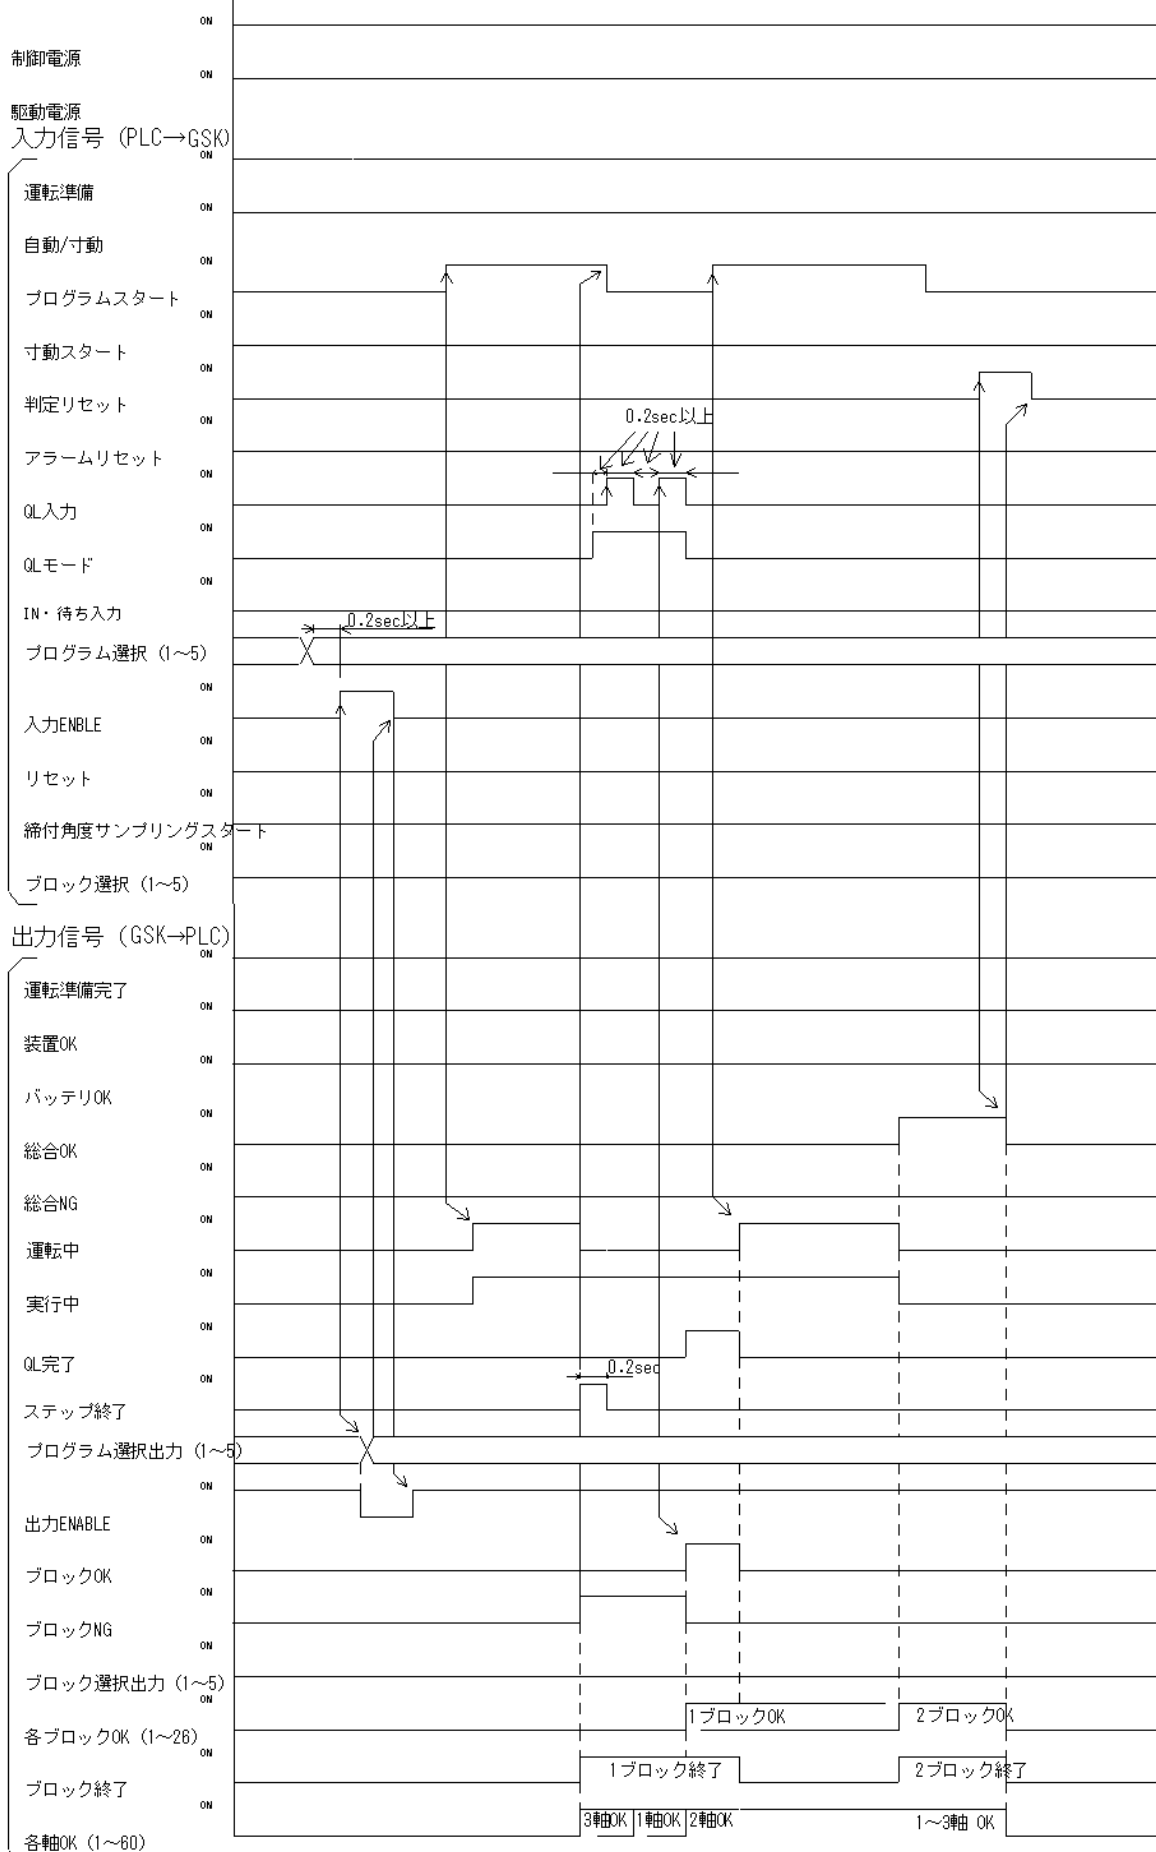 ON
制御電源
ON
駆動電源
入力信号 (PLC→GSK)
ON
運転準備
ON
自動/寸動
ON
プログラムスタート
ON
寸動スタート
ON
判定リセット
ON
0.2sec以上
アラームリセット
ON
QL入力
ON
QLモード
ON
IN・待ち入力
0.2sec以上
プログラム選択 (1～5)
ON
入力ENBLE
ON
リセット
ON
締付角度サンプリングスタート
ON
ブロック選択 (1～5)
出力信号 (GSK→PLC)
ON
運転準備完了
ON
装置OK
ON
バッテリOK
ON
総合OK
ON
総合NG
ON
運転中
ON
実行中
ON
QL完了
0.2sec
ON
ステップ終了
プログラム選択出力 (1～5)
ON
出力ENABLE
ON
ブロックOK
ON
ブロックNG
ON
ブロック選択出力 (1～5)
ON
1ブロックOK 2ブロックOK
各ブロックOK (1～26)
ON
1ブロック終了 2ブロック終了
ブロック終了
ON
3軸OK 1軸OK 2軸OK 1～3軸 OK
各軸OK (1～60)